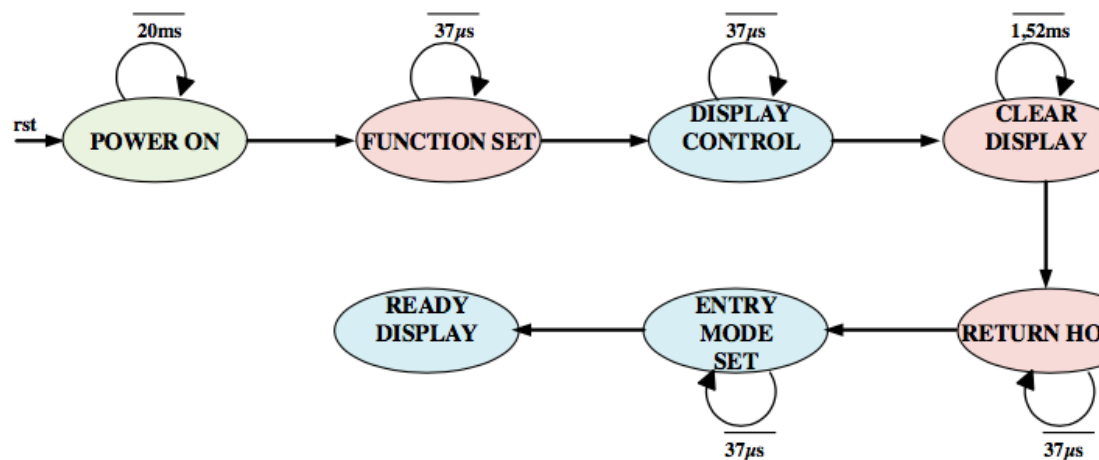 20ms
37µs
37µs
1,52ms
rst
POWER ON
FUNCTION SET
DISPLAY
CONTROL
CLEAR
DISPLAY
READY
DISPLAY
ENTRY
MODE
SET
RETURN HO
37µs
37µs